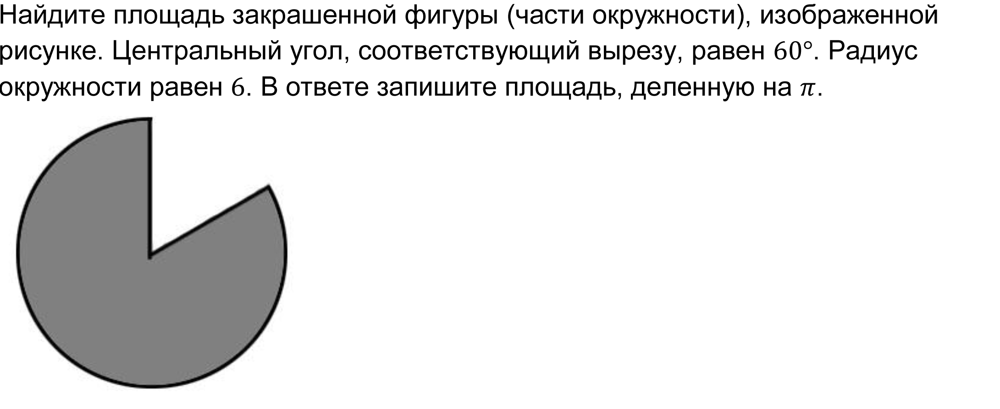 Найдите площадь закрашенной фигуры (части окружности), изображенной
рисунке. Центральный угол, соответствующий вырезу, равен 60°. Радиус
окружности равен 6. В ответе запишите площадь, деленную на π.